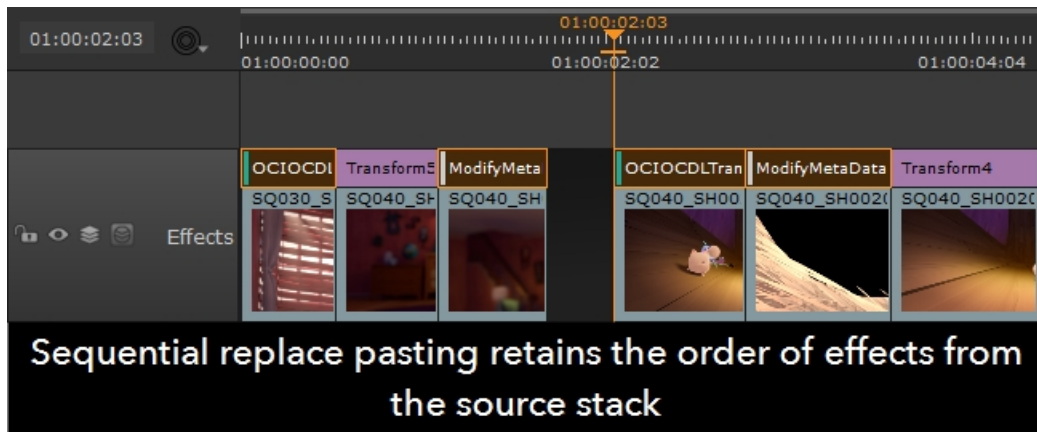 01:00:02:03
01:00:02:03
01:00:00:00 01:00:02:02 01:00:04:04
OCIOCDL Transform5 ModifyMeta OCIOCDLTran ModifyMetaData Transform4
SQ030_S SQ040_SH SQ040_SH SQ040_SH00 SQ040_SH002( SQ040_SH002(
Effects
Sequential replace pasting retains the order of effects from
the source stack